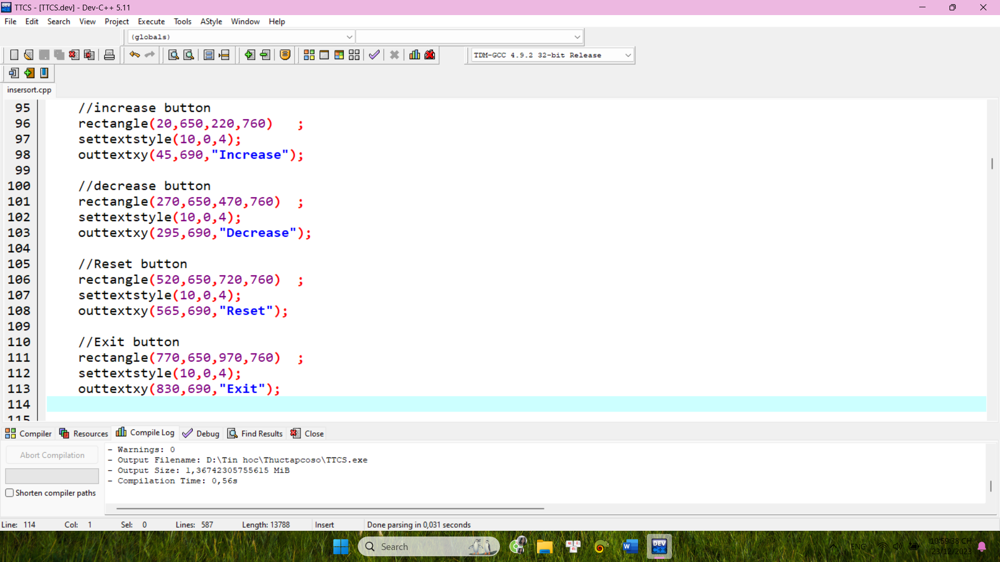 TTCS - [TTCS.dev] - Dev-C++ 5.11
File Edit Search View Project Execute Tools AStyle Window Help
(globals)
TDM-GCC 4.9.2 32-bit Release
insersort.cpp
95 //increase button
96 rectangle(20,650,220,760)   ;
97 settextstyle(10,0,4);
98 outtextxy(45,690,"Increase");
99
100 //decrease button
101 rectangle(270,650,470,760)  ;
102 settextstyle(10,0,4);
103 outtextxy(295,690,"Decrease");
104
105 //Reset button
106 rectangle(520,650,720,760)  ;
107 settextstyle(10,0,4);
108 outtextxy(565,690,"Reset");
109
110 //Exit button
111 rectangle(770,650,970,760)  ;
112 settextstyle(10,0,4);
113 outtextxy(830,690,"Exit");
114
115
Compiler Resources Compile Log Debug Find Results Close
Abort Compilation
Shorten compiler paths
- Warnings: 0
- Output Filename: D:\Tin hoc\Thuctapcoso\TTCS.exe
- Output Size: 1,36742305755615 MiB
- Compilation Time: 0,56s
Line: 114 Col: 1 Sel: 0 Lines: 587 Length: 13788 Insert Done parsing in 0,031 seconds
Search
DEV C++
ENG
10:59:38 CH
23/12/2023